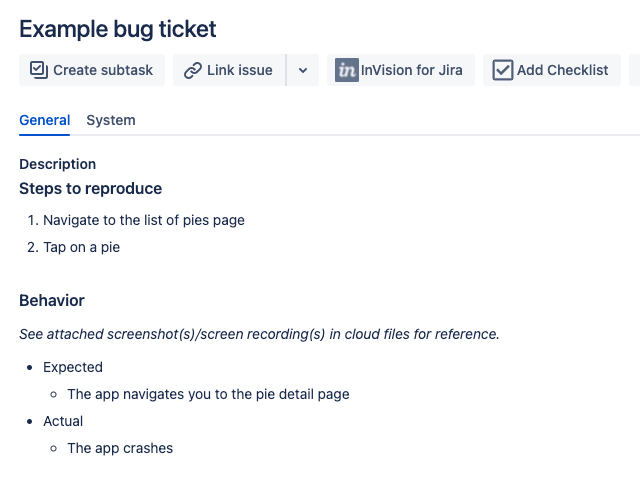 Example bug ticket
Create subtask Link issue in InVision for Jira Add Checklist
General System
Description
Steps to reproduce
1. Navigate to the list of pies page
2. Tap on a pie
Behavior
See attached screenshot(s)/screen recording(s) in cloud files for reference.
• Expected
◦ The app navigates you to the pie detail page
• Actual
◦ The app crashes